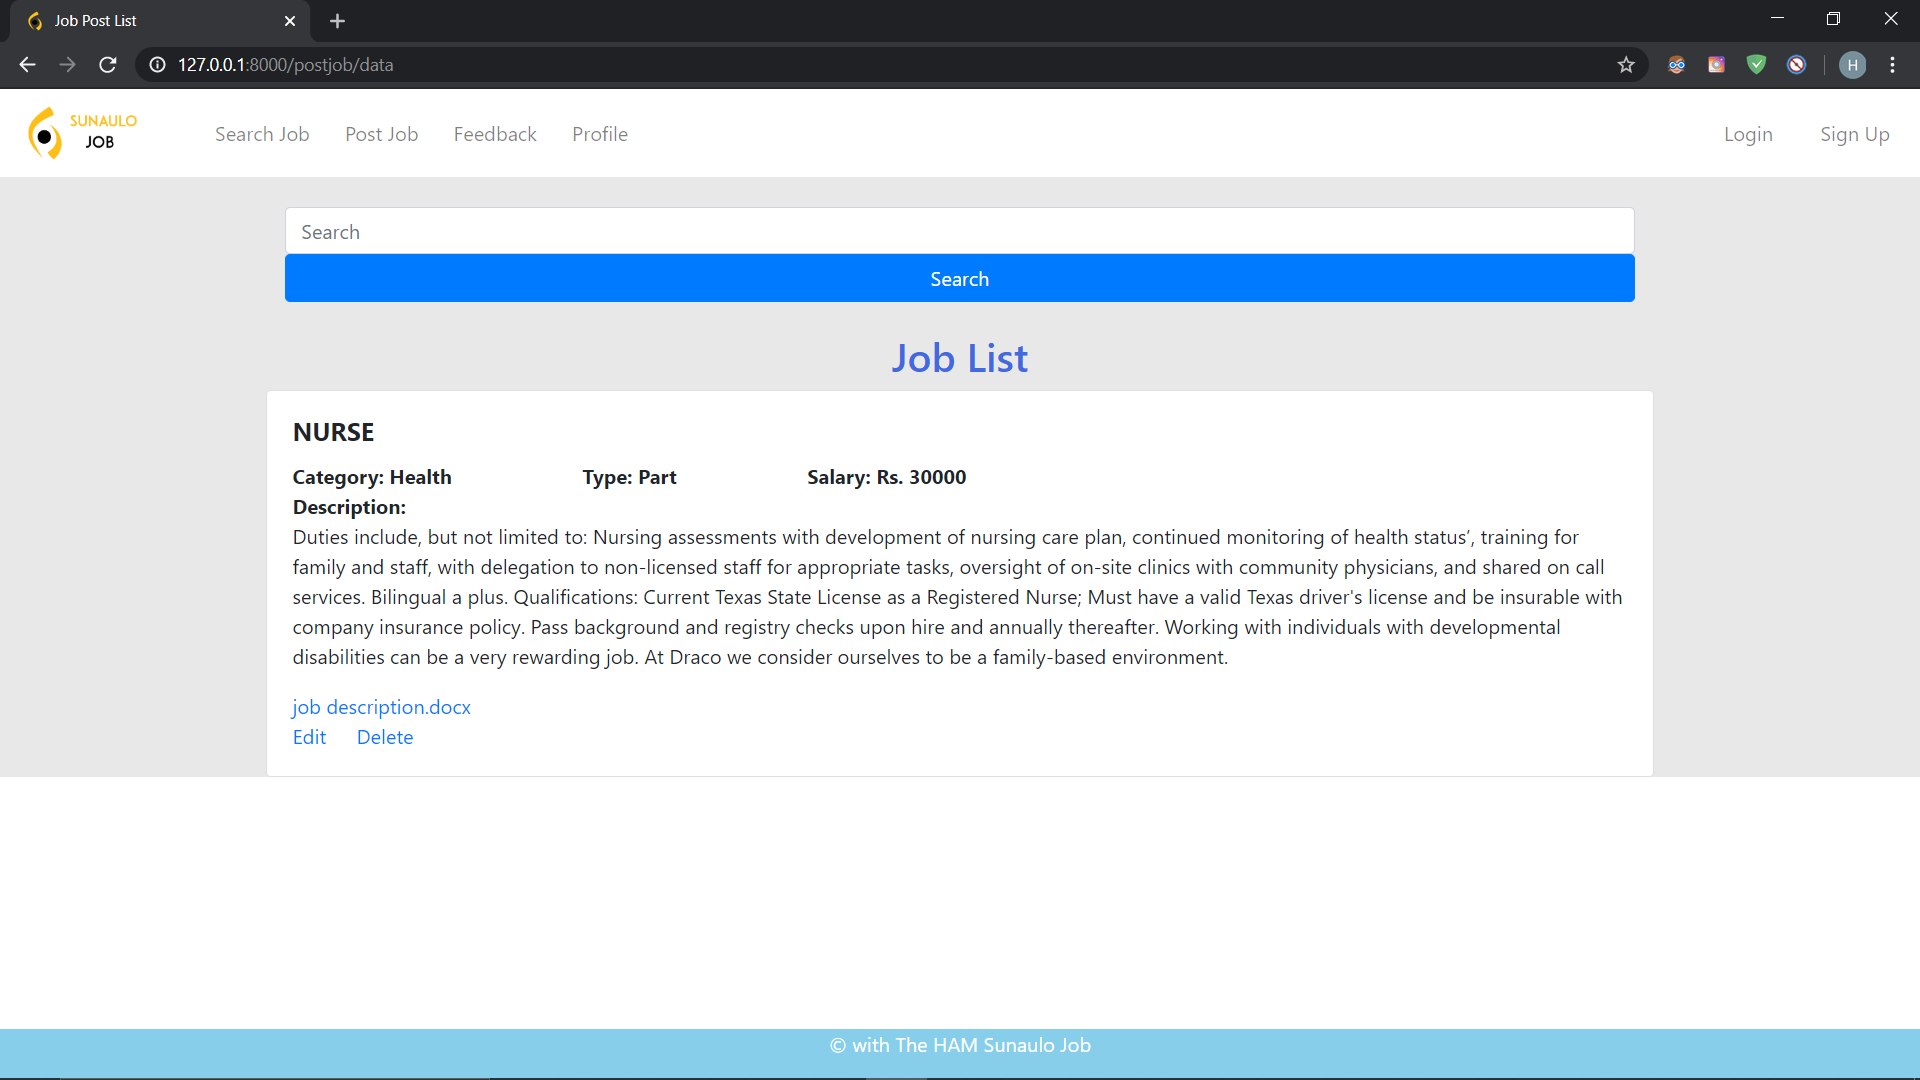 Job Post List
127.0.0.1:8000/postjob/data
H
SUNAULO
JOB
Search Job Post Job Feedback Profile Login Sign Up
Search
Search
Job List
NURSE
Category: Health Type: Part Salary: Rs. 30000
Description:
Duties include, but not limited to: Nursing assessments with development of nursing care plan, continued monitoring of health status’, training for
family and staff, with delegation to non-licensed staff for appropriate tasks, oversight of on-site clinics with community physicians, and shared on call
services. Bilingual a plus. Qualifications: Current Texas State License as a Registered Nurse; Must have a valid Texas driver's license and be insurable with
company insurance policy. Pass background and registry checks upon hire and annually thereafter. Working with individuals with developmental
disabilities can be a very rewarding job. At Draco we consider ourselves to be a family-based environment.
job description.docx
Edit Delete
© with The HAM Sunaulo Job